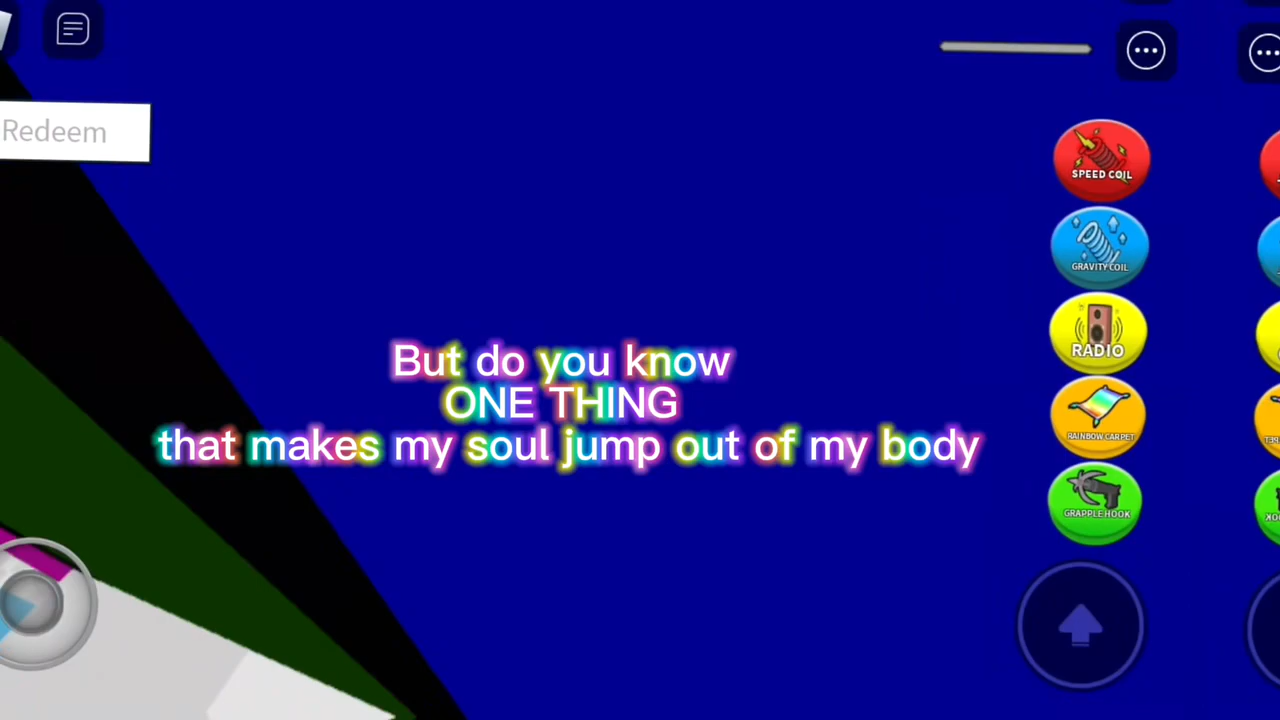 Redeem
SPEED COIL
GRAVITY COIL
RADIO
But do you know
ONE THING
that makes my soul jump out of my body
RAINBOW CARPET
GRAPPLE HOOK